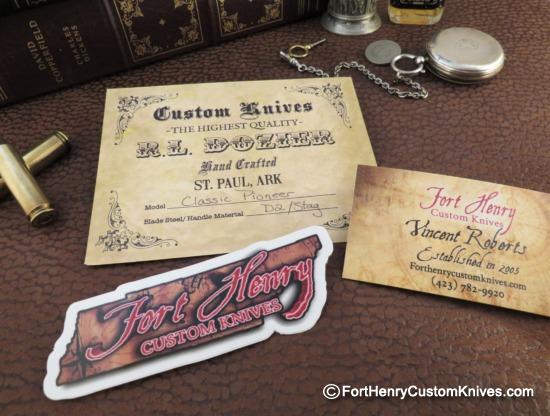 DAVID
COPPERFIELD
CHARLES
DICKENS
Custom Knives
-THE HIGHEST QUALITY-
R.L. DOZIER
Hand Crafted
ST. PAUL, ARK
Model Classic Pioneer
Blade Steel/Handle Material D2/Stag
Fort Henry
Custom Knives
Vincent Roberts
Established in 2005
Forthenrycustomknives.com
(423) 782-9920
Fort Henry
CUSTOM KNIVES
©FortHenryCustomKnives.com